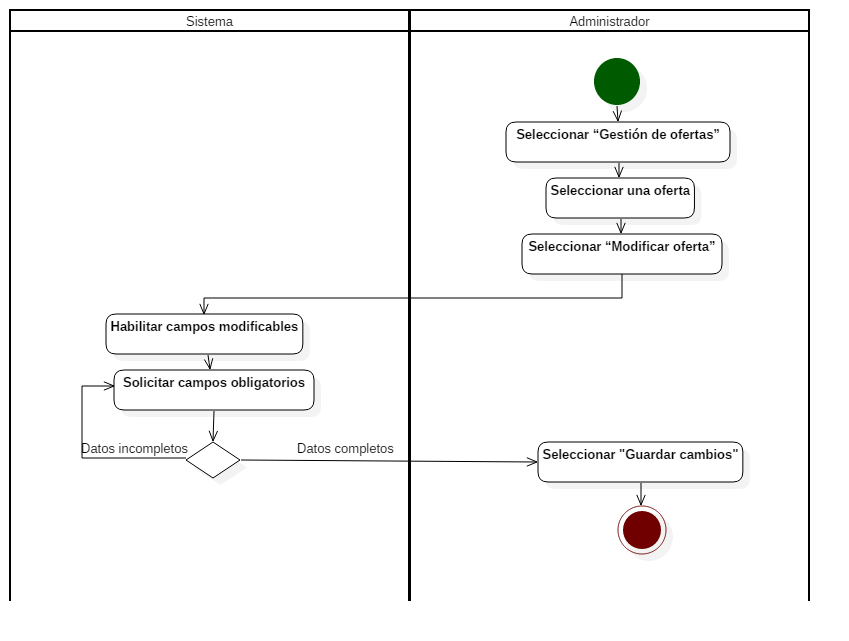 Sistema
Administrador
Seleccionar “Gestión de ofertas”
Seleccionar una oferta
Seleccionar “Modificar oferta”
Habilitar campos modificables
Solicitar campos obligatorios
Datos incompletos
Datos completos
Seleccionar "Guardar cambios"